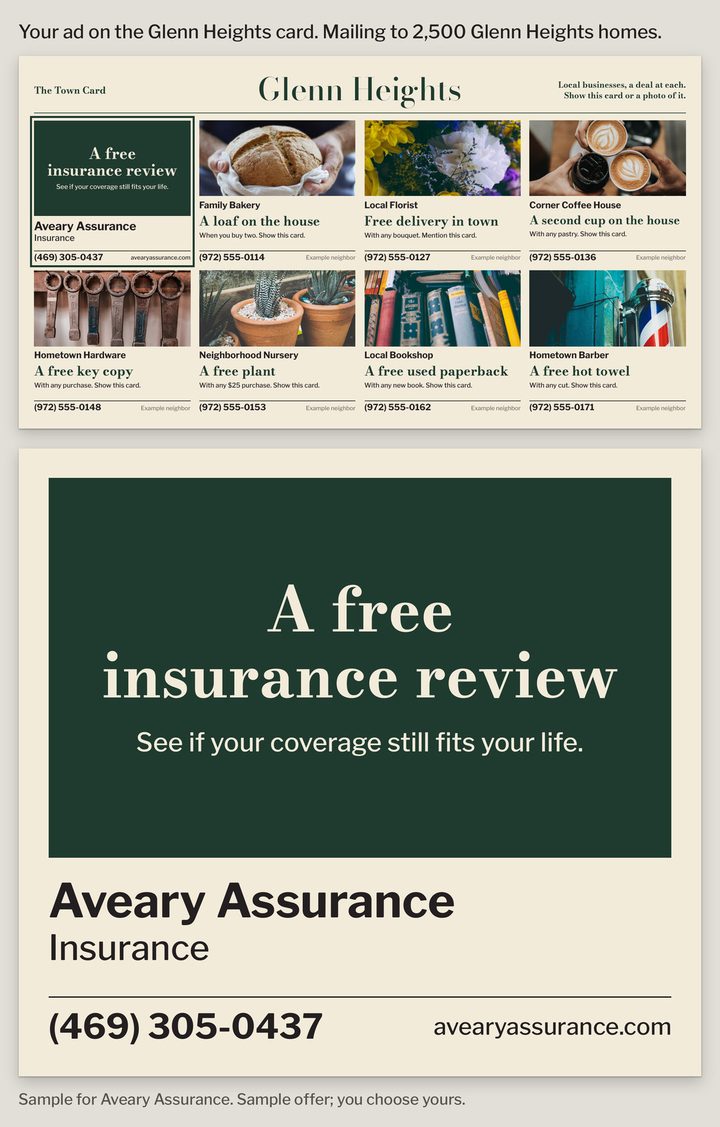 Your ad on the Glenn Heights card. Mailing to 2,500 Glenn Heights homes.
The Town Card
Glenn Heights
Local businesses, a deal at each.
Show this card or a photo of it.
A free
insurance review
See if your coverage still fits your life.
Aveary Assurance
Insurance
(469) 305-0437
avearyassurance.com
Family Bakery
A loaf on the house
When you buy two. Show this card.
(972) 555-0114
Example neighbor
Local Florist
Free delivery in town
With any bouquet. Mention this card.
(972) 555-0127
Example neighbor
Corner Coffee House
A second cup on the house
With any pastry. Show this card.
(972) 555-0136
Example neighbor
Hometown Hardware
A free key copy
With any purchase. Show this card.
(972) 555-0148
Example neighbor
Neighborhood Nursery
A free plant
With any $25 purchase. Show this card.
(972) 555-0153
Example neighbor
Local Bookshop
A free used paperback
With any new book. Show this card.
(972) 555-0162
Example neighbor
Hometown Barber
A free hot towel
With any cut. Show this card.
(972) 555-0171
Example neighbor
A free
insurance review
See if your coverage still fits your life.
Aveary Assurance
Insurance
(469) 305-0437
avearyassurance.com
Sample for Aveary Assurance. Sample offer; you choose yours.